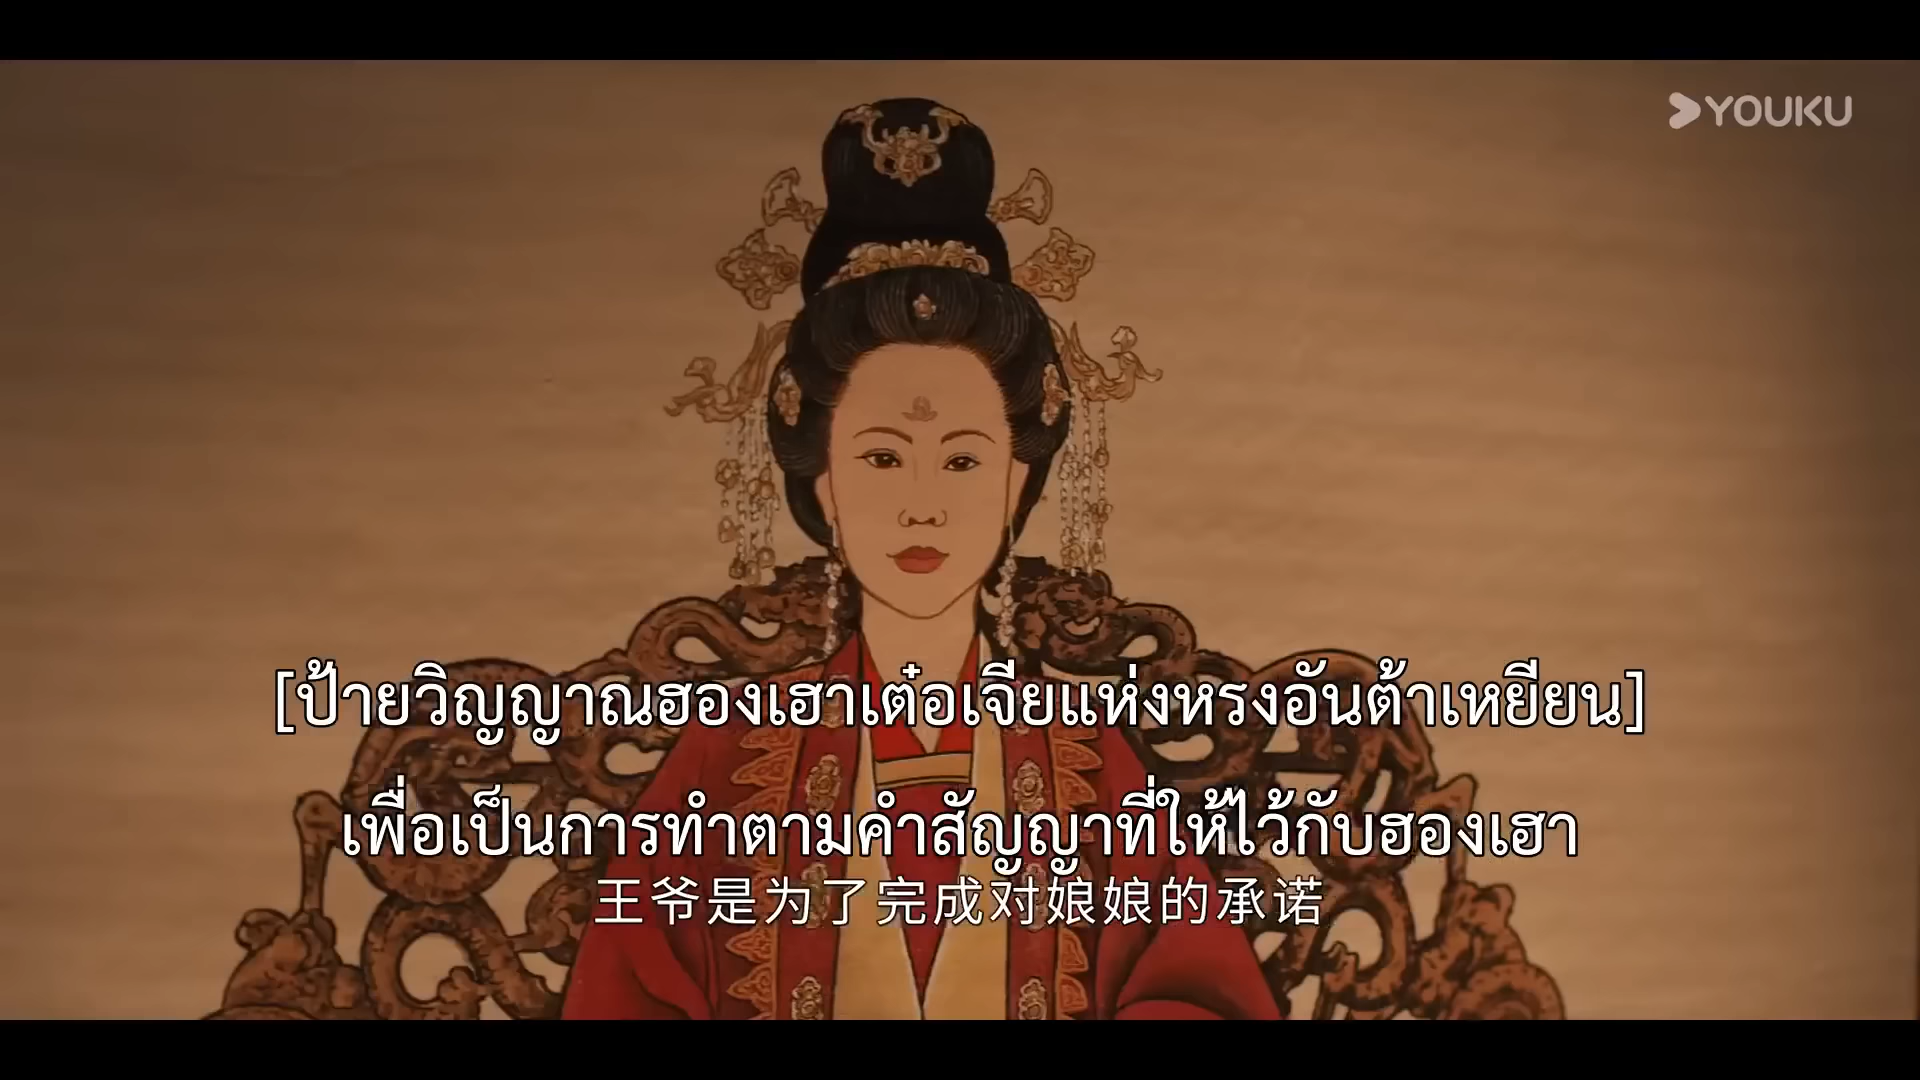 YOUKU
[ป้ายวิญญาณฮองเฮาเต๋อเจียแห่งหรงอันต้าเหยียน]
เพื่อเป็นการทำตามคำสัญญาที่ให้ไว้กับฮองเฮา
王爷是为了完成对娘娘的承诺